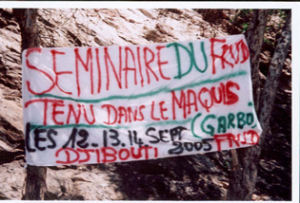 SEMINAIRE DU FRUD
TENU DANS LE MAQUIS
(GARBO)
LES 12-13.14 SEPT
DJIBOUTI 2005 FRUD